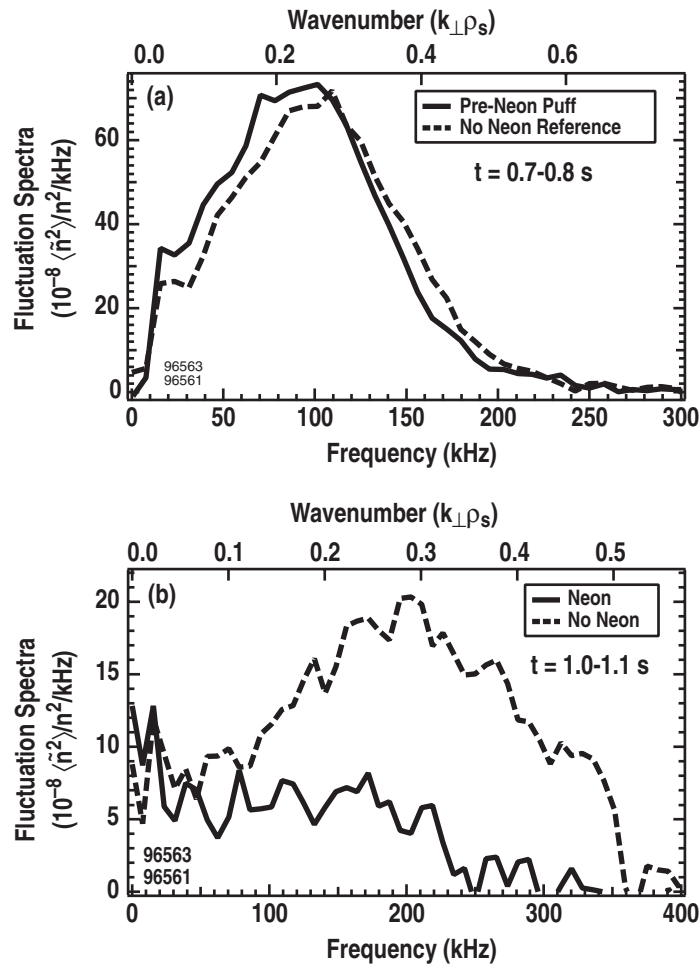 Wavenumber (k⊥ρs)
0.0 0.2 0.4 0.6
(a)
Pre-Neon Puff
No Neon Reference
t = 0.7-0.8 s
Fluctuation Spectra
(10⁻⁸ ⟨ñ²⟩/n²/kHz)
60
40
20
0
96563
96561
0 50 100 150 200 250 300
Frequency (kHz)
Wavenumber (k⊥ρs)
0.0 0.1 0.2 0.3 0.4 0.5
(b)
Neon
No Neon
t = 1.0-1.1 s
Fluctuation Spectra
(10⁻⁸ ⟨ñ²⟩/n²/kHz)
20
15
10
5
0
96563
96561
0 100 200 300 400
Frequency (kHz)